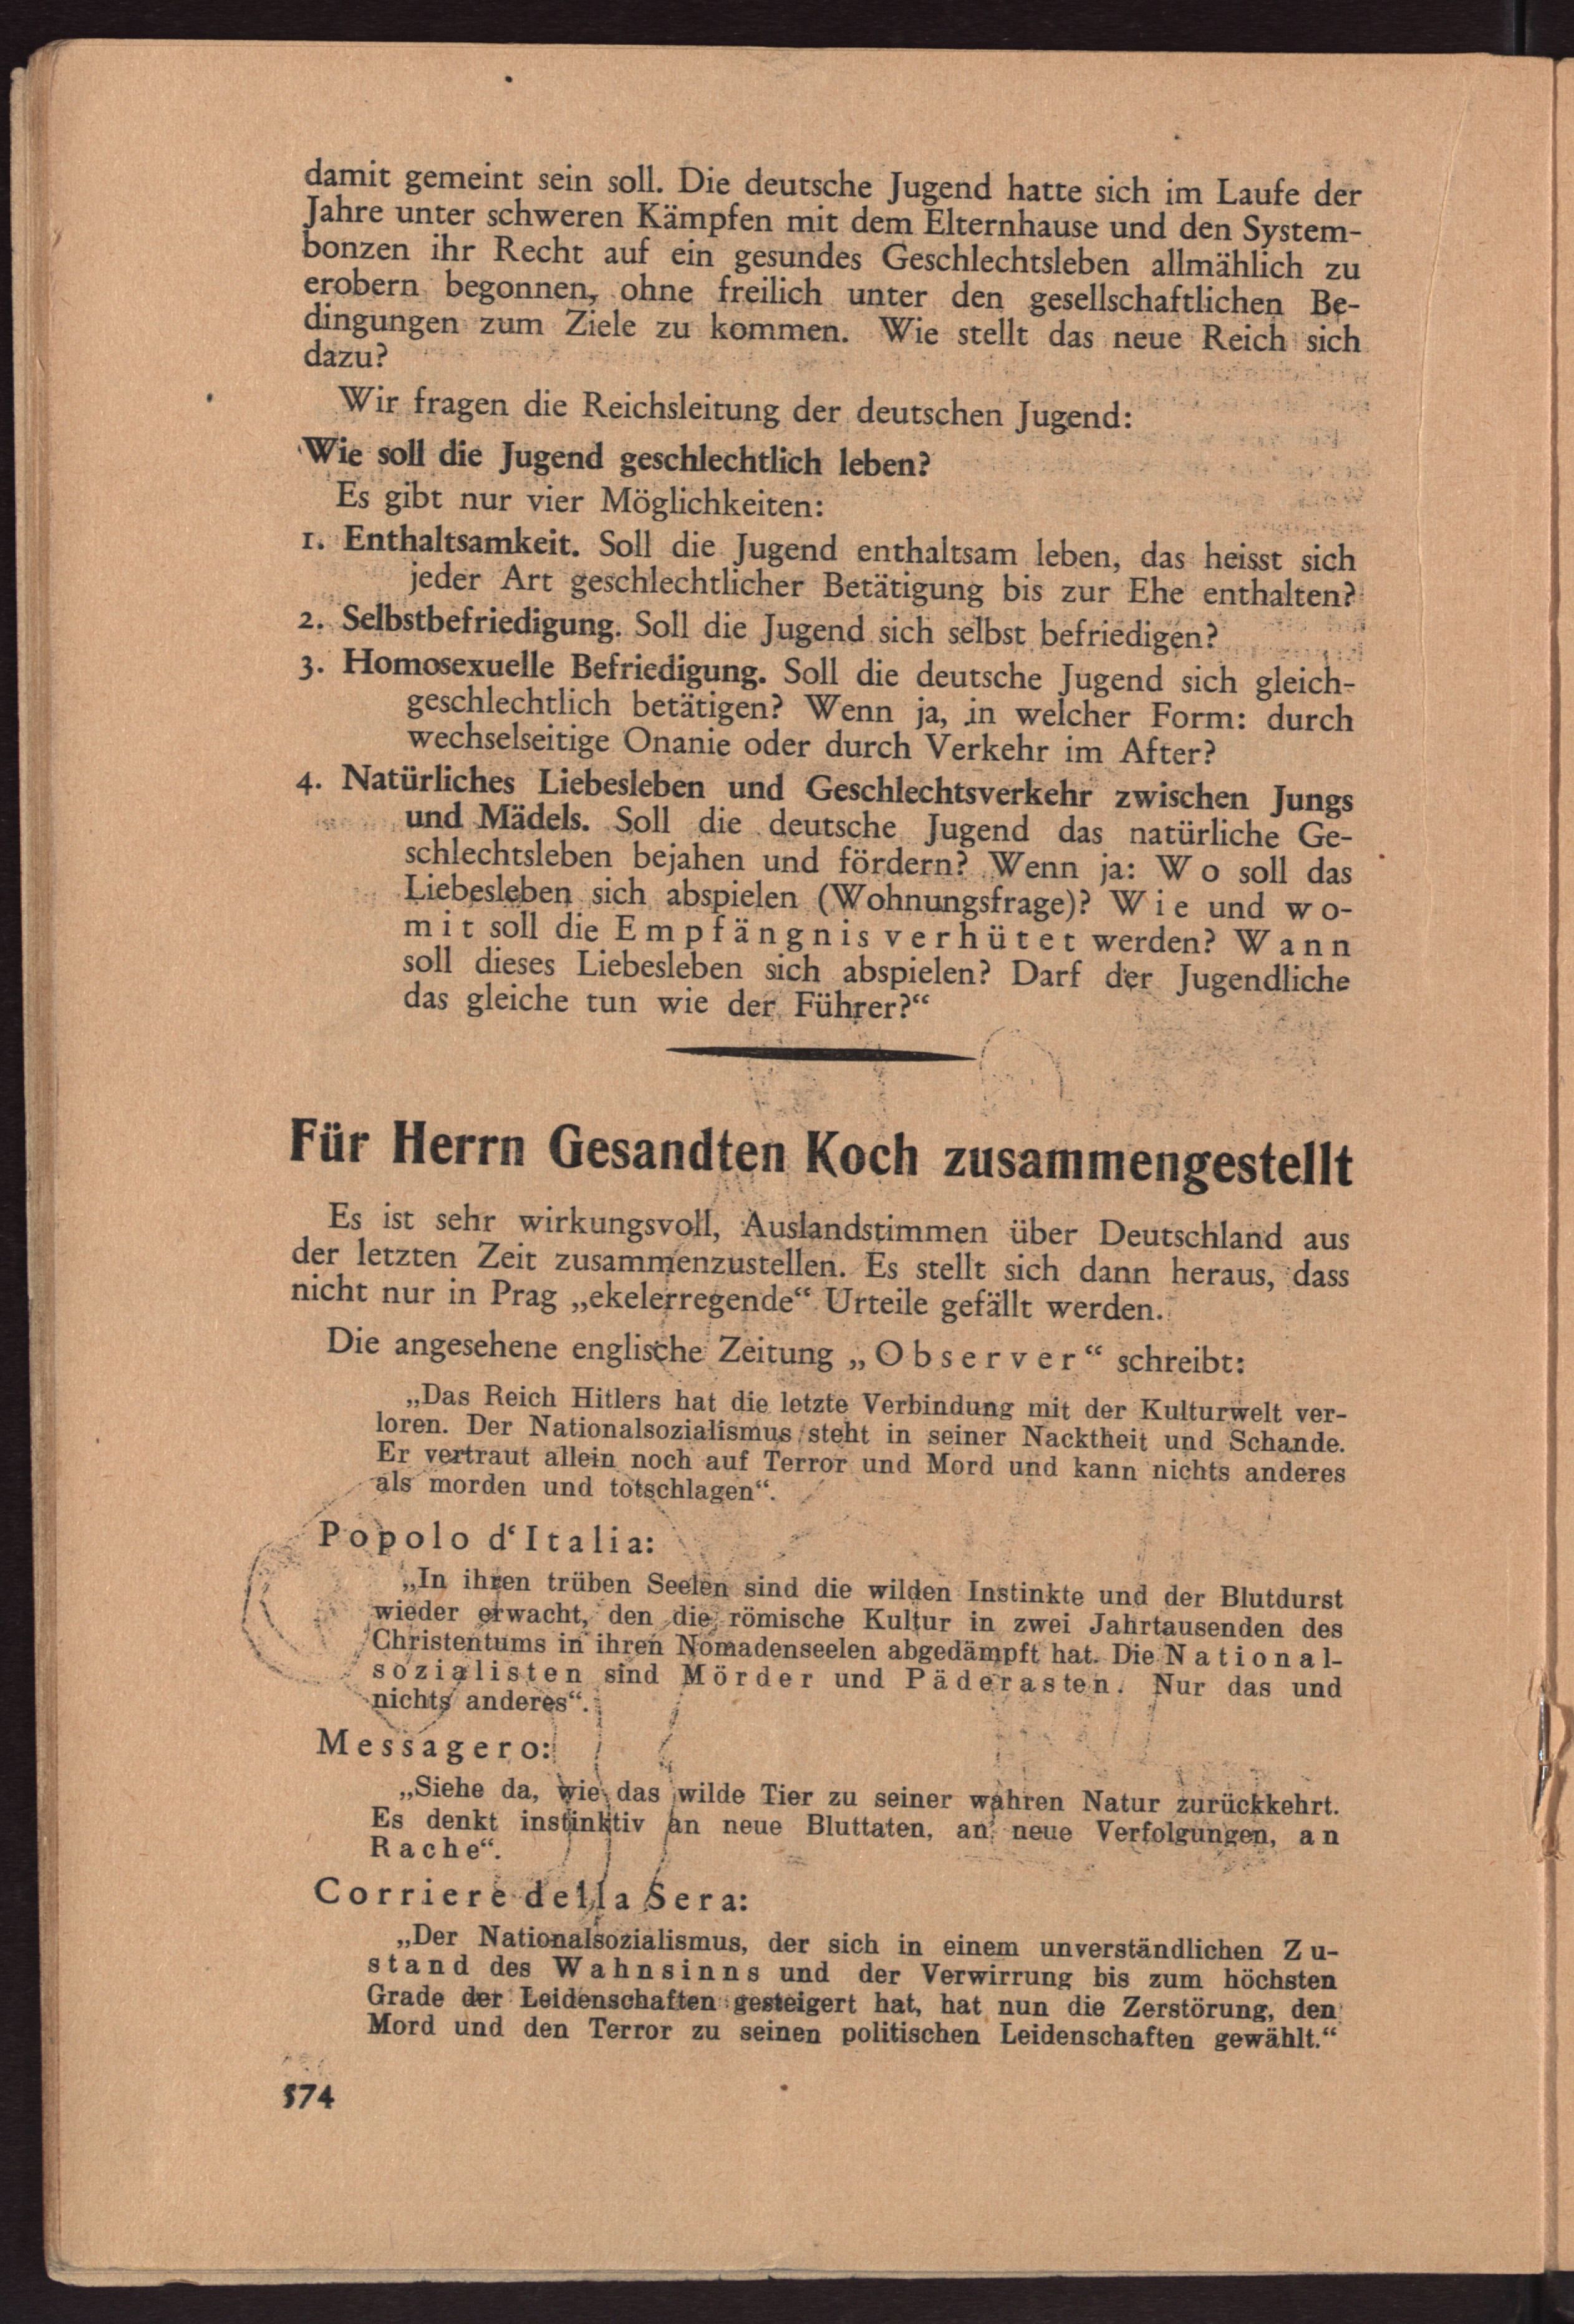 damit gemeint sein soll. Die deutsche Jugend hatte sich im Laufe der
Jahre unter schweren Kämpfen mit dem Elternhause und den System-
bonzen ihr Recht auf ein gesundes Geschlechtsleben allmählich zu
erobern begonnen, ohne freilich unter den gesellschaftlichen Be-
dingungen zum Ziele zu kommen. Wie stellt das neue Reich sich
dazu?
Wir fragen die Reichsleitung der deutschen Jugend:
Wie soll die Jugend geschlechtlich leben?
Es gibt nur vier Möglichkeiten:
1. Enthaltsamkeit. Soll die Jugend enthaltsam leben, das heisst sich
jeder Art geschlechtlicher Betätigung bis zur Ehe enthalten?
2. Selbstbefriedigung. Soll die Jugend sich selbst befriedigen?
3. Homosexuelle Befriedigung. Soll die deutsche Jugend sich gleich-
geschlechtlich betätigen? Wenn ja, in welcher Form: durch
wechselseitige Onanie oder durch Verkehr im After?
4. Natürliches Liebesleben und Geschlechtsverkehr zwischen Jungs
und Mädels. Soll die deutsche Jugend das natürliche Ge-
schlechtsleben bejahen und fördern? Wenn ja: Wo soll das
Liebesleben sich abspielen (Wohnungsfrage)? Wie und wo-
mit soll die Empfängnis verhütet werden? Wann
soll dieses Liebesleben sich abspielen? Darf der Jugendliche
das gleiche tun wie der Führer?“
Für Herrn Gesandten Koch zusammengestellt
Es ist sehr wirkungsvoll, Auslandstimmen über Deutschland aus
der letzten Zeit zusammenzustellen. Es stellt sich dann heraus, dass
nicht nur in Prag „ekelerregende“ Urteile gefällt werden.
Die angesehene englische Zeitung „Observer“ schreibt:
„Das Reich Hitlers hat die letzte Verbindung mit der Kulturwelt ver-
loren. Der Nationalsozialismus steht in seiner Nacktheit und Schande.
Er vertraut allein noch auf Terror und Mord und kann nichts anderes
als morden und totschlagen“.
Popolo d‘Italia:
„In ihren trüben Seelen sind die wilden Instinkte und der Blutdurst
wieder erwacht, den die römische Kultur in zwei Jahrtausenden des
Christentums in ihren Nomadenseelen abgedämpft hat. Die National-
sozialisten sind Mörder und Päderasten. Nur das und
nichts anderes“.
Messagero:
„Siehe da, wie das wilde Tier zu seiner wahren Natur zurückkehrt.
Es denkt instinktiv an neue Bluttaten, an neue Verfolgungen, an
Rache“.
Corriere della Sera:
„Der Nationalsozialismus, der sich in einem unverständlichen Zu-
stand des Wahnsinns und der Verwirrung bis zum höchsten
Grade der Leidenschaften gesteigert hat, hat nun die Zerstörung, den
Mord und den Terror zu seinen politischen Leidenschaften gewählt.“
574